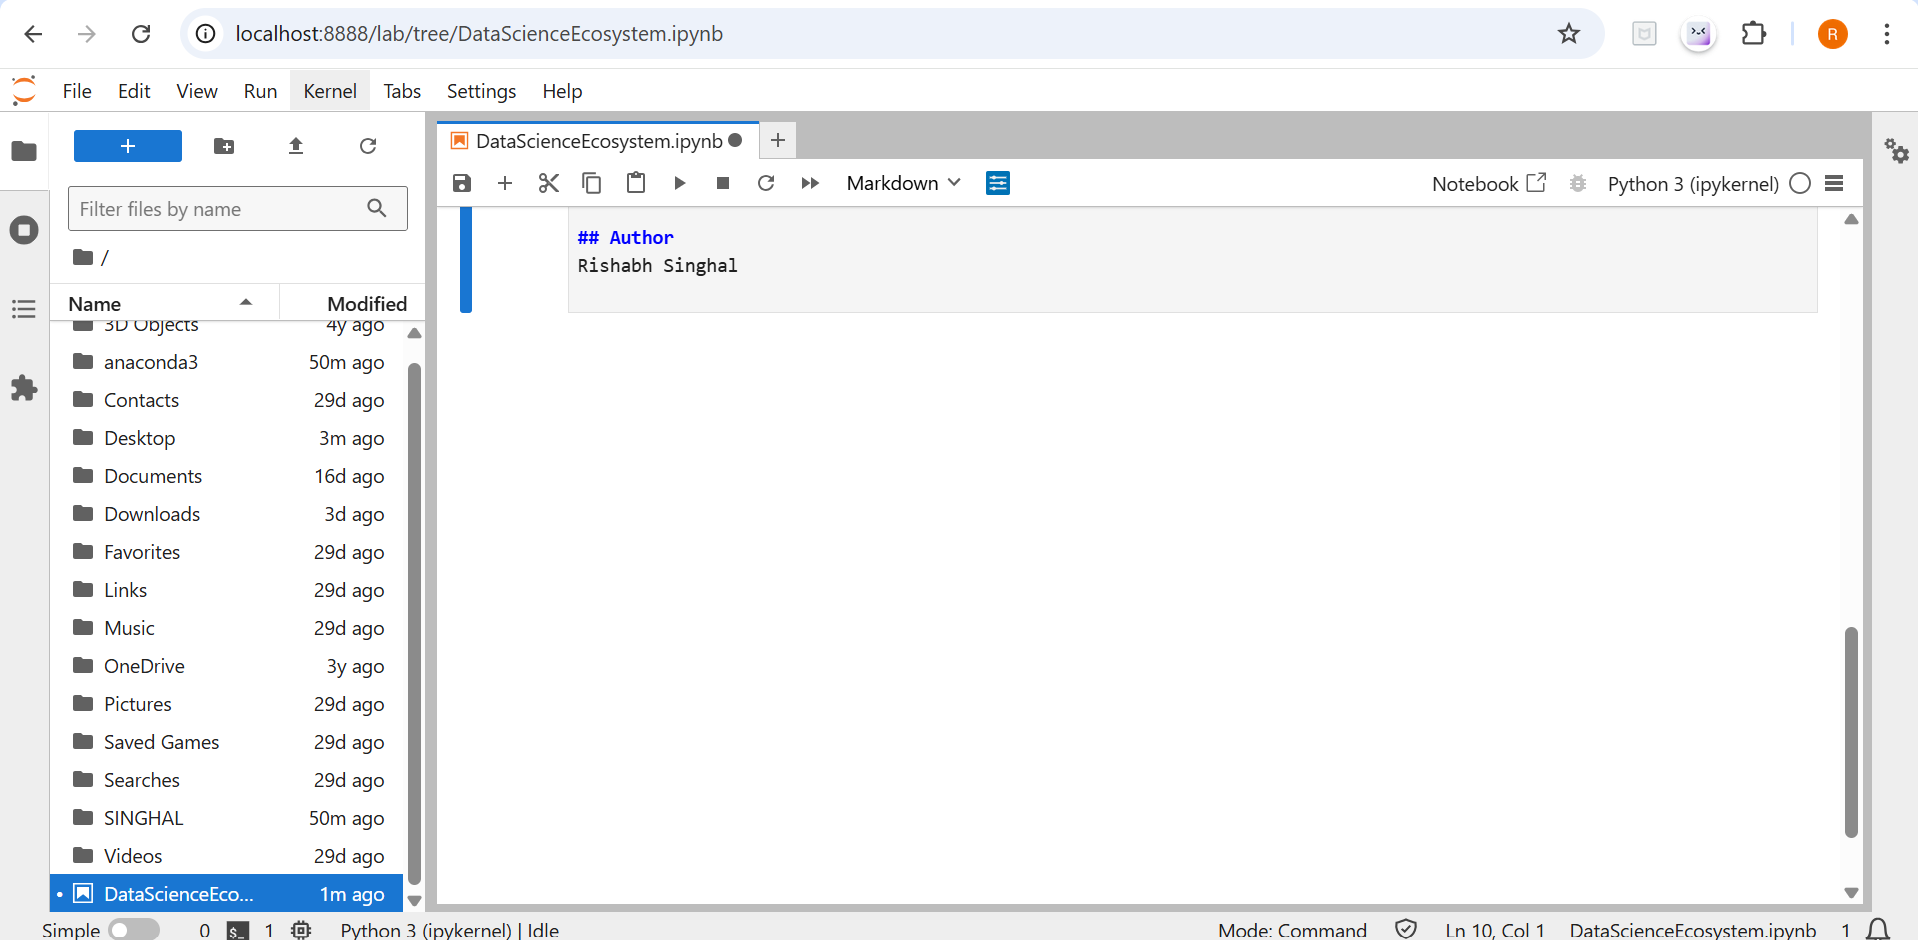 localhost:8888/lab/tree/DataScienceEcosystem.ipynb
R
File Edit View Run Kernel Tabs Settings Help
DataScienceEcosystem.ipynb
Markdown
Notebook
Python 3 (ipykernel)
Filter files by name
/
Name Modified
3D Objects 4y ago
anaconda3 50m ago
Contacts 29d ago
Desktop 3m ago
Documents 16d ago
Downloads 3d ago
Favorites 29d ago
Links 29d ago
Music 29d ago
OneDrive 3y ago
Pictures 29d ago
Saved Games 29d ago
Searches 29d ago
SINGHAL 50m ago
Videos 29d ago
DataScienceEco... 1m ago
## Author
Rishabh Singhal
Simple 0 $_ 1 Python 3 (ipykernel) | Idle Mode: Command Ln 10, Col 1 DataScienceEcosystem.ipynb 1